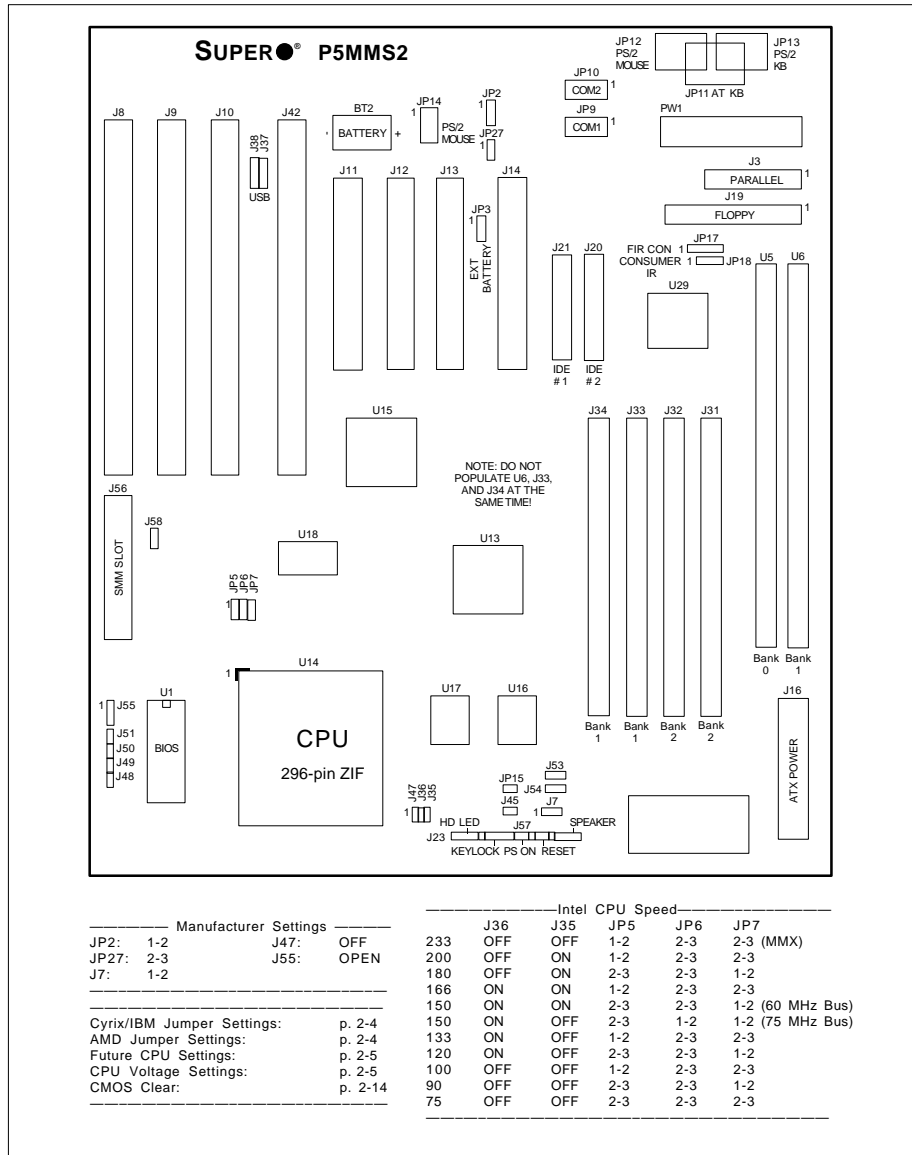 SUPER® P5MMS2
JP12
PS/2
MOUSE
JP13
PS/2
KB
JP11 AT KB
JP10
COM2 1
JP9
COM1 1
PW1
JP14
1
PS/2
MOUSE
JP2
1
JP27
1
BT2
- BATTERY +
J8
J9
J10
J38
J37
USB
J42
J11
J12
J13
J14
JP3
1
EXT
BATTERY
J3
PARALLEL 1
J19
FLOPPY 1
J21
J20
IDE
# 1
IDE
# 2
FIR CON 1 JP17
CONSUMER 1 JP18
IR
U29
U5
U6
U15
J34
J33
J32
J31
NOTE: DO NOT
POPULATE U6, J33,
AND J34 AT THE
SAME TIME!
J56
SMM SLOT
J58
U18
U13
JP5
JP6
JP7
1
U14
1
CPU
296-pin ZIF
U17
U16
Bank
0
Bank
1
J16
ATX POWER
Bank
1
Bank
1
Bank
2
Bank
2
U1
BIOS
1 J55
J51
J50
J49
J48
J47
J36
J35
1
JP15
J45
J53
J54
J7
1
HD LED
J57
SPEAKER
J23
KEYLOCK PS ON RESET
Manufacturer Settings
JP2: 1-2 J47: OFF
JP27: 2-3 J55: OPEN
J7: 1-2
Cyrix/IBM Jumper Settings: p. 2-4
AMD Jumper Settings: p. 2-4
Future CPU Settings: p. 2-5
CPU Voltage Settings: p. 2-5
CMOS Clear: p. 2-14
Intel CPU Speed
J36 J35 JP5 JP6 JP7
233 OFF OFF 1-2 2-3 2-3 (MMX)
200 OFF ON 1-2 2-3 2-3
180 OFF ON 2-3 2-3 1-2
166 ON ON 1-2 2-3 2-3
150 ON ON 2-3 2-3 1-2 (60 MHz Bus)
150 ON OFF 2-3 1-2 1-2 (75 MHz Bus)
133 ON OFF 1-2 2-3 2-3
120 ON OFF 2-3 2-3 1-2
100 OFF OFF 1-2 2-3 2-3
90 OFF OFF 2-3 2-3 1-2
75 OFF OFF 2-3 2-3 2-3